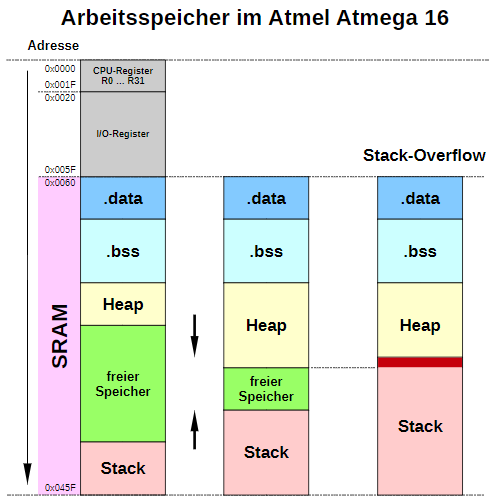 Arbeitsspeicher im Atmel Atmega 16
Adresse
0x0000
CPU-Register
R0 ... R31
0x001F
0x0020
I/O-Register
0x005F
Stack-Overflow
0x0060
.data
.data
.data
.bss
.bss
.bss
SRAM
Heap
Heap
Heap
freier
Speicher
freier
Speicher
Stack
Stack
Stack
0x045F